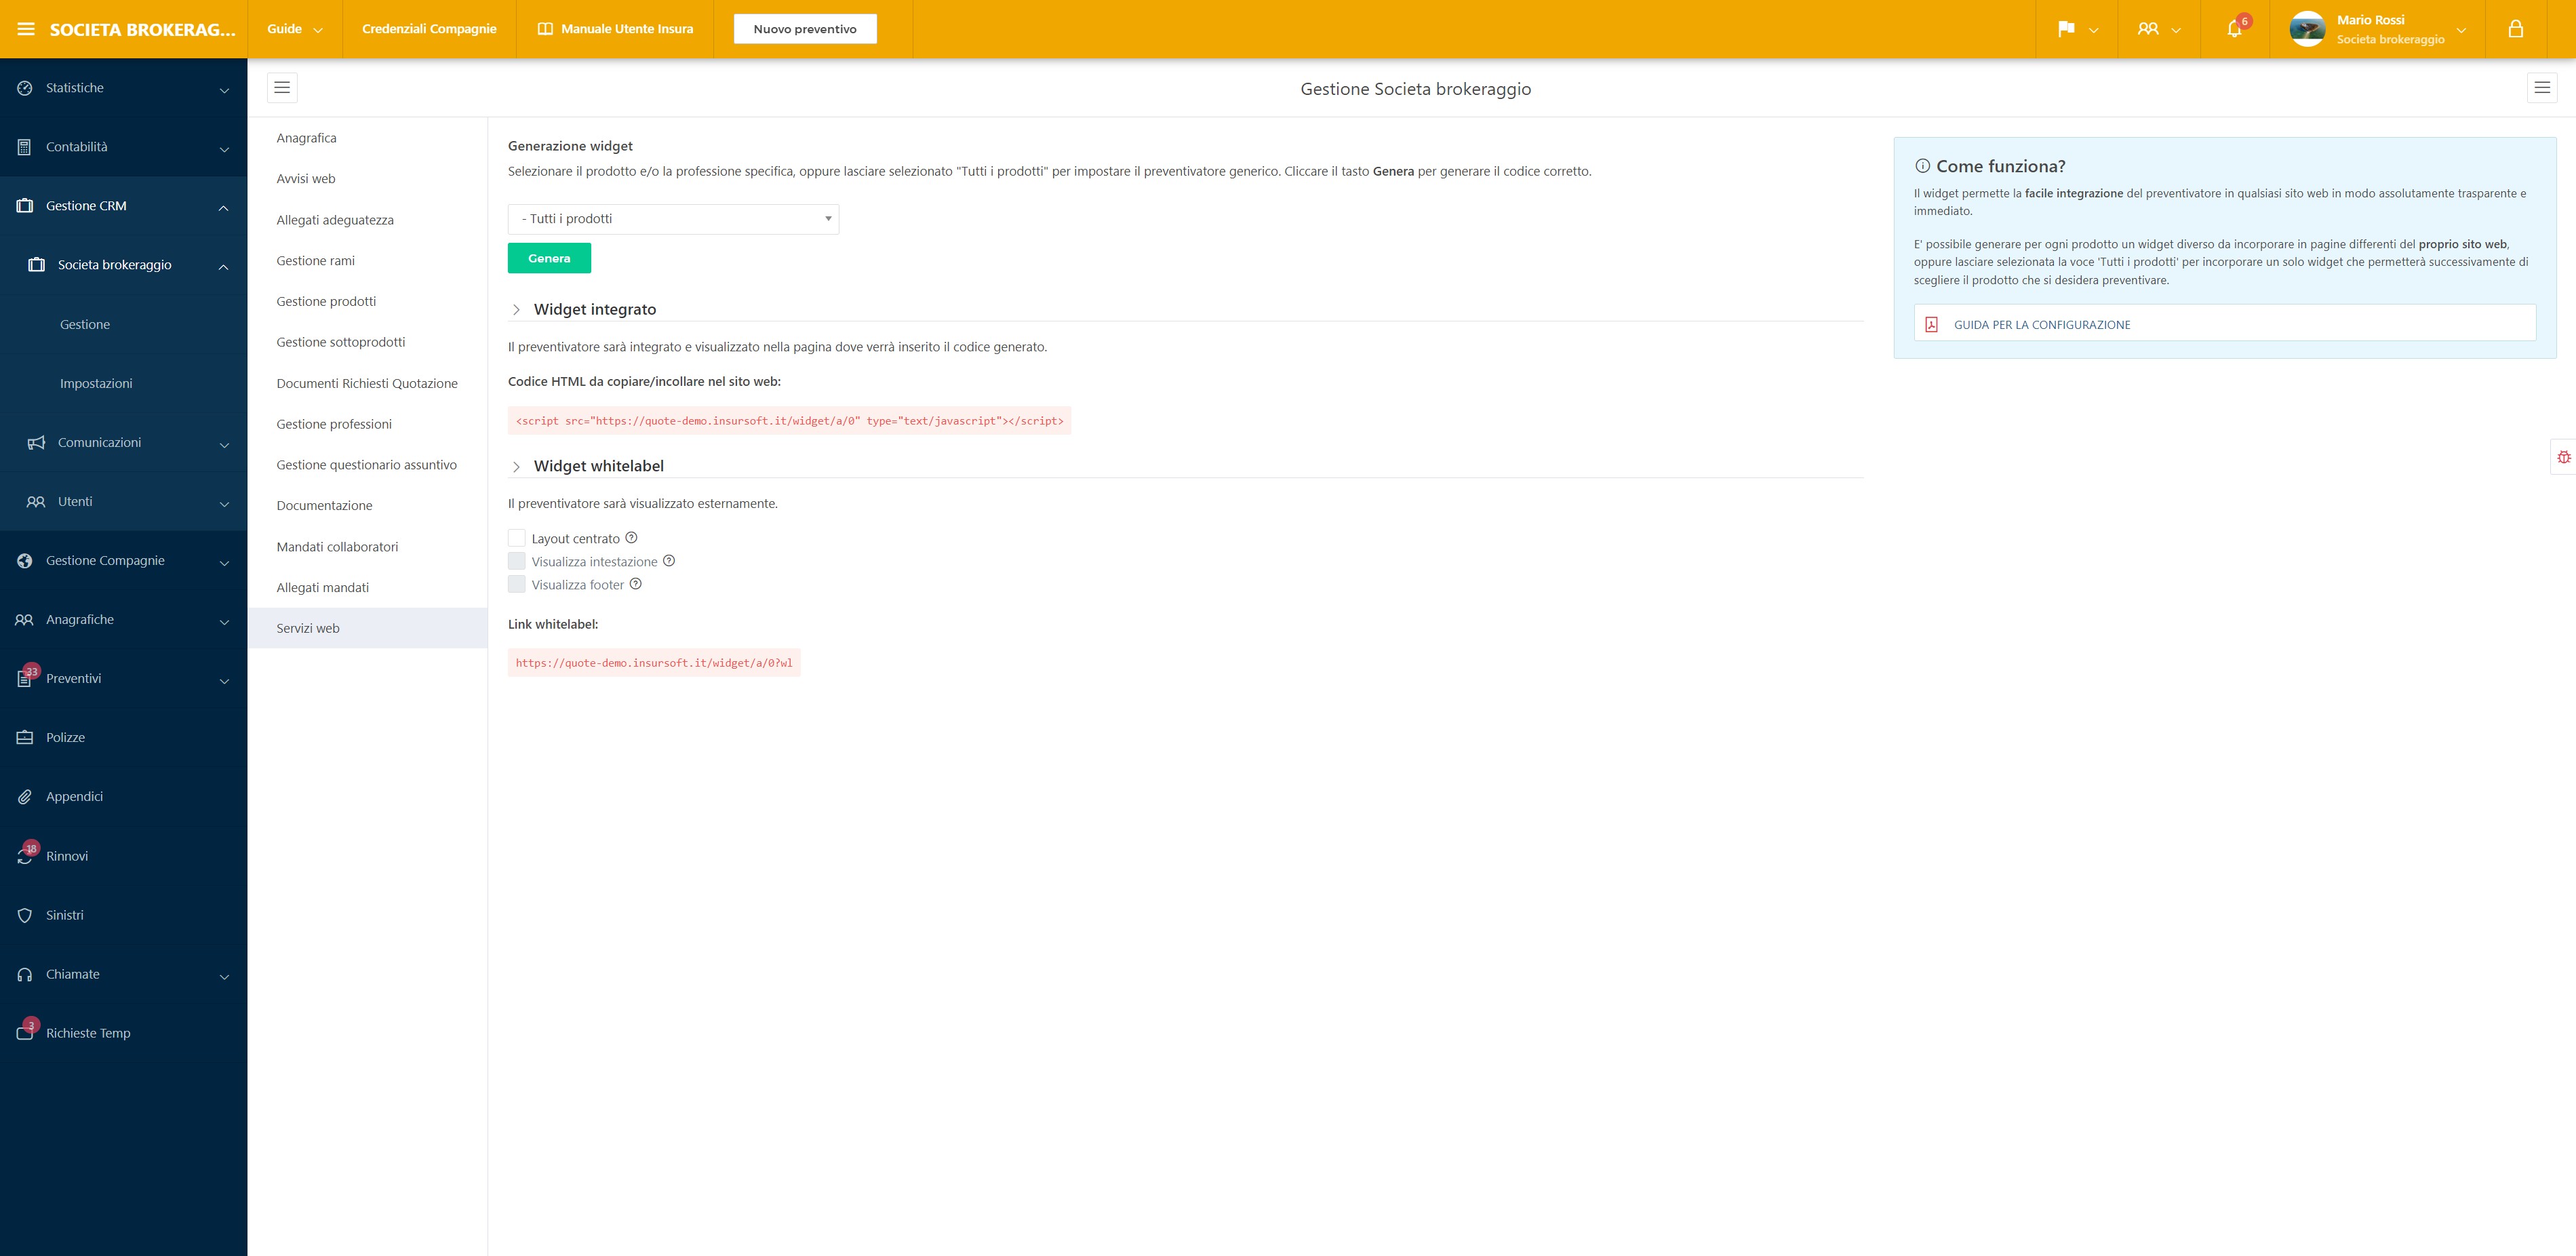 SOCIETA BROKERAG...
Guide
Credenziali Compagnie
Manuale Utente Insura
Nuovo preventivo
6
Mario Rossi
Societa brokeraggio
Statistiche
Contabilità
Gestione CRM
Societa brokeraggio
Gestione
Impostazioni
Comunicazioni
Utenti
Gestione Compagnie
Anagrafiche
33
Preventivi
Polizze
Appendici
18
Rinnovi
Sinistri
Chiamate
3
Richieste Temp
Gestione Societa brokeraggio
Anagrafica
Avvisi web
Allegati adeguatezza
Gestione rami
Gestione prodotti
Gestione sottoprodotti
Documenti Richiesti Quotazione
Gestione professioni
Gestione questionario assuntivo
Documentazione
Mandati collaboratori
Allegati mandati
Servizi web
Generazione widget
Selezionare il prodotto e/o la professione specifica, oppure lasciare selezionato "Tutti i prodotti" per impostare il preventivatore generico. Cliccare il tasto Genera per generare il codice corretto.
- Tutti i prodotti
Genera
Widget integrato
Il preventivatore sarà integrato e visualizzato nella pagina dove verrà inserito il codice generato.
Codice HTML da copiare/incollare nel sito web:
<script src="https://quote-demo.insursoft.it/widget/a/0" type="text/javascript"></script>
Widget whitelabel
Il preventivatore sarà visualizzato esternamente.
Layout centrato
Visualizza intestazione
Visualizza footer
Link whitelabel:
https://quote-demo.insursoft.it/widget/a/0?wl
Come funziona?
Il widget permette la facile integrazione del preventivatore in qualsiasi sito web in modo assolutamente trasparente e
immediato.
E' possibile generare per ogni prodotto un widget diverso da incorporare in pagine differenti del proprio sito web,
oppure lasciare selezionata la voce 'Tutti i prodotti' per incorporare un solo widget che permetterà successivamente di
scegliere il prodotto che si desidera preventivare.
GUIDA PER LA CONFIGURAZIONE